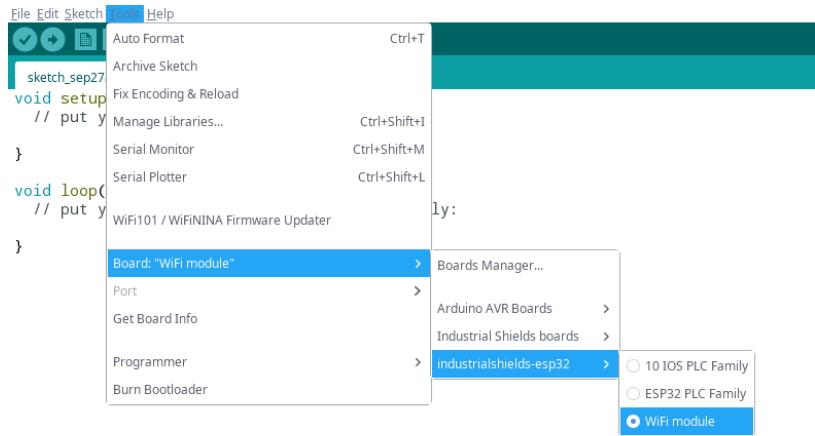 File Edit Sketch Tools Help
Auto Format Ctrl+T
Archive Sketch
sketch_sep27
Fix Encoding & Reload
void setup
// put y
Manage Libraries... Ctrl+Shift+I
Serial Monitor Ctrl+Shift+M
}
Serial Plotter Ctrl+Shift+L
void loop(
// put y ly:
WiFi101 / WiFiNINA Firmware Updater
}
Board: "WiFi module"
Boards Manager...
Port
Arduino AVR Boards
Get Board Info
Industrial Shields boards
Programmer
industrialshields-esp32
10 IOS PLC Family
Burn Bootloader
ESP32 PLC Family
WiFi module